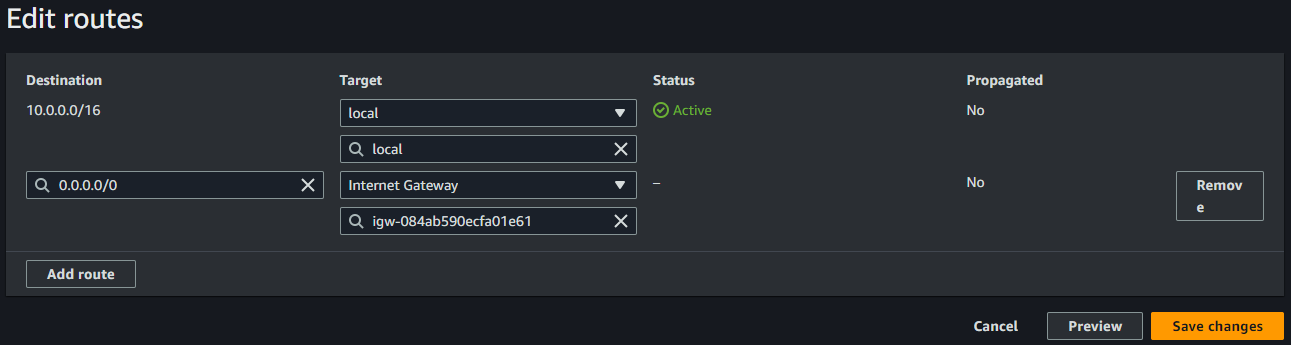 Edit routes
Destination Target Status Propagated
10.0.0.0/16 local Active No
local
0.0.0.0/0 Internet Gateway – No Remov
e
igw-084ab590ecfa01e61
Add route
Cancel Preview Save changes